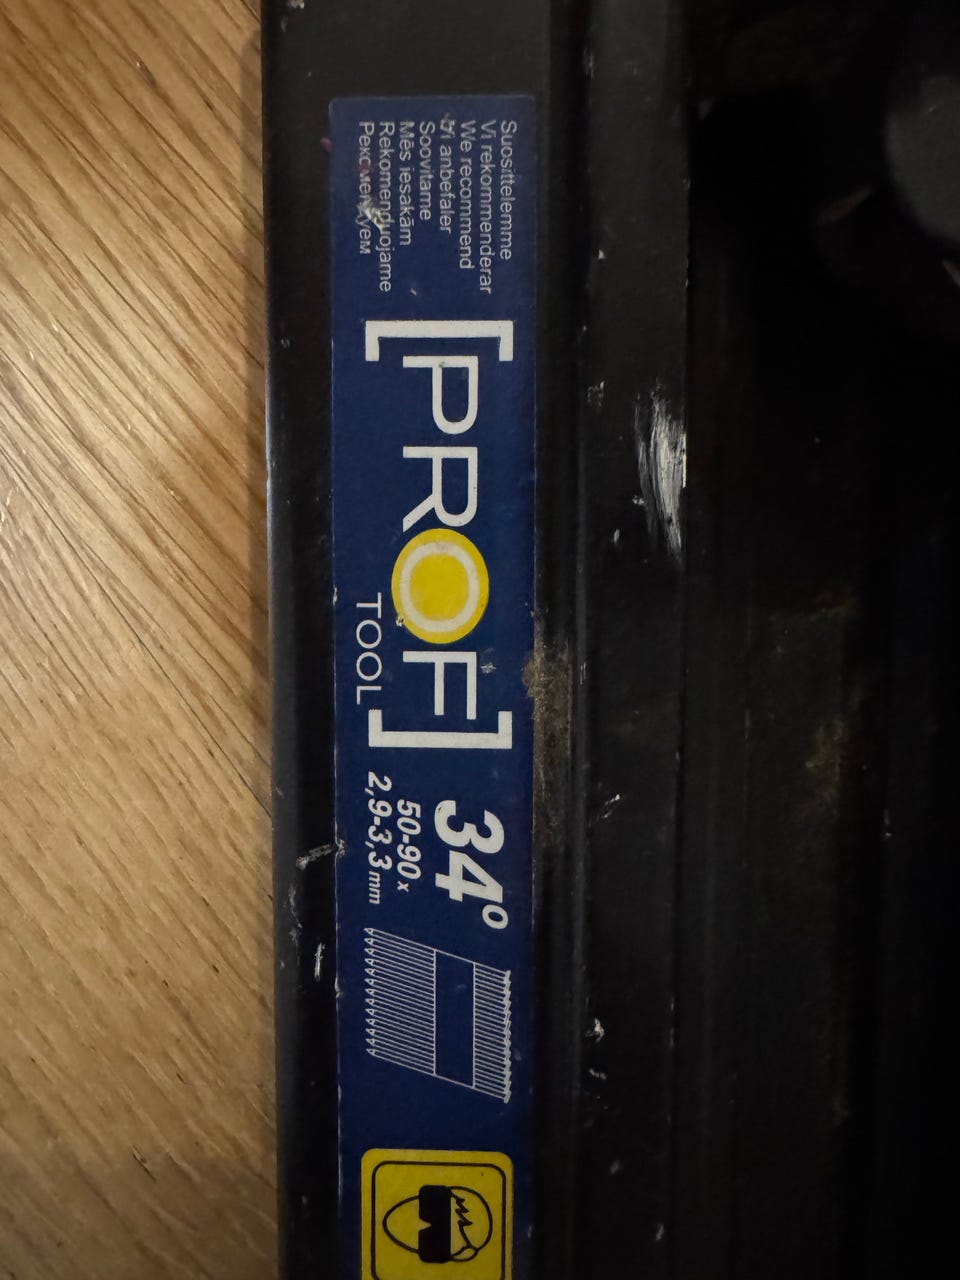 Suosittelemme
Vi rekommenderar
We recommend
Vi anbefaler
Soovitame
Mēs iesakām
Rekomenduojame
Рекомендуем
[PROF]
TOOL
34°
50-90 x
2,9-3,3 mm